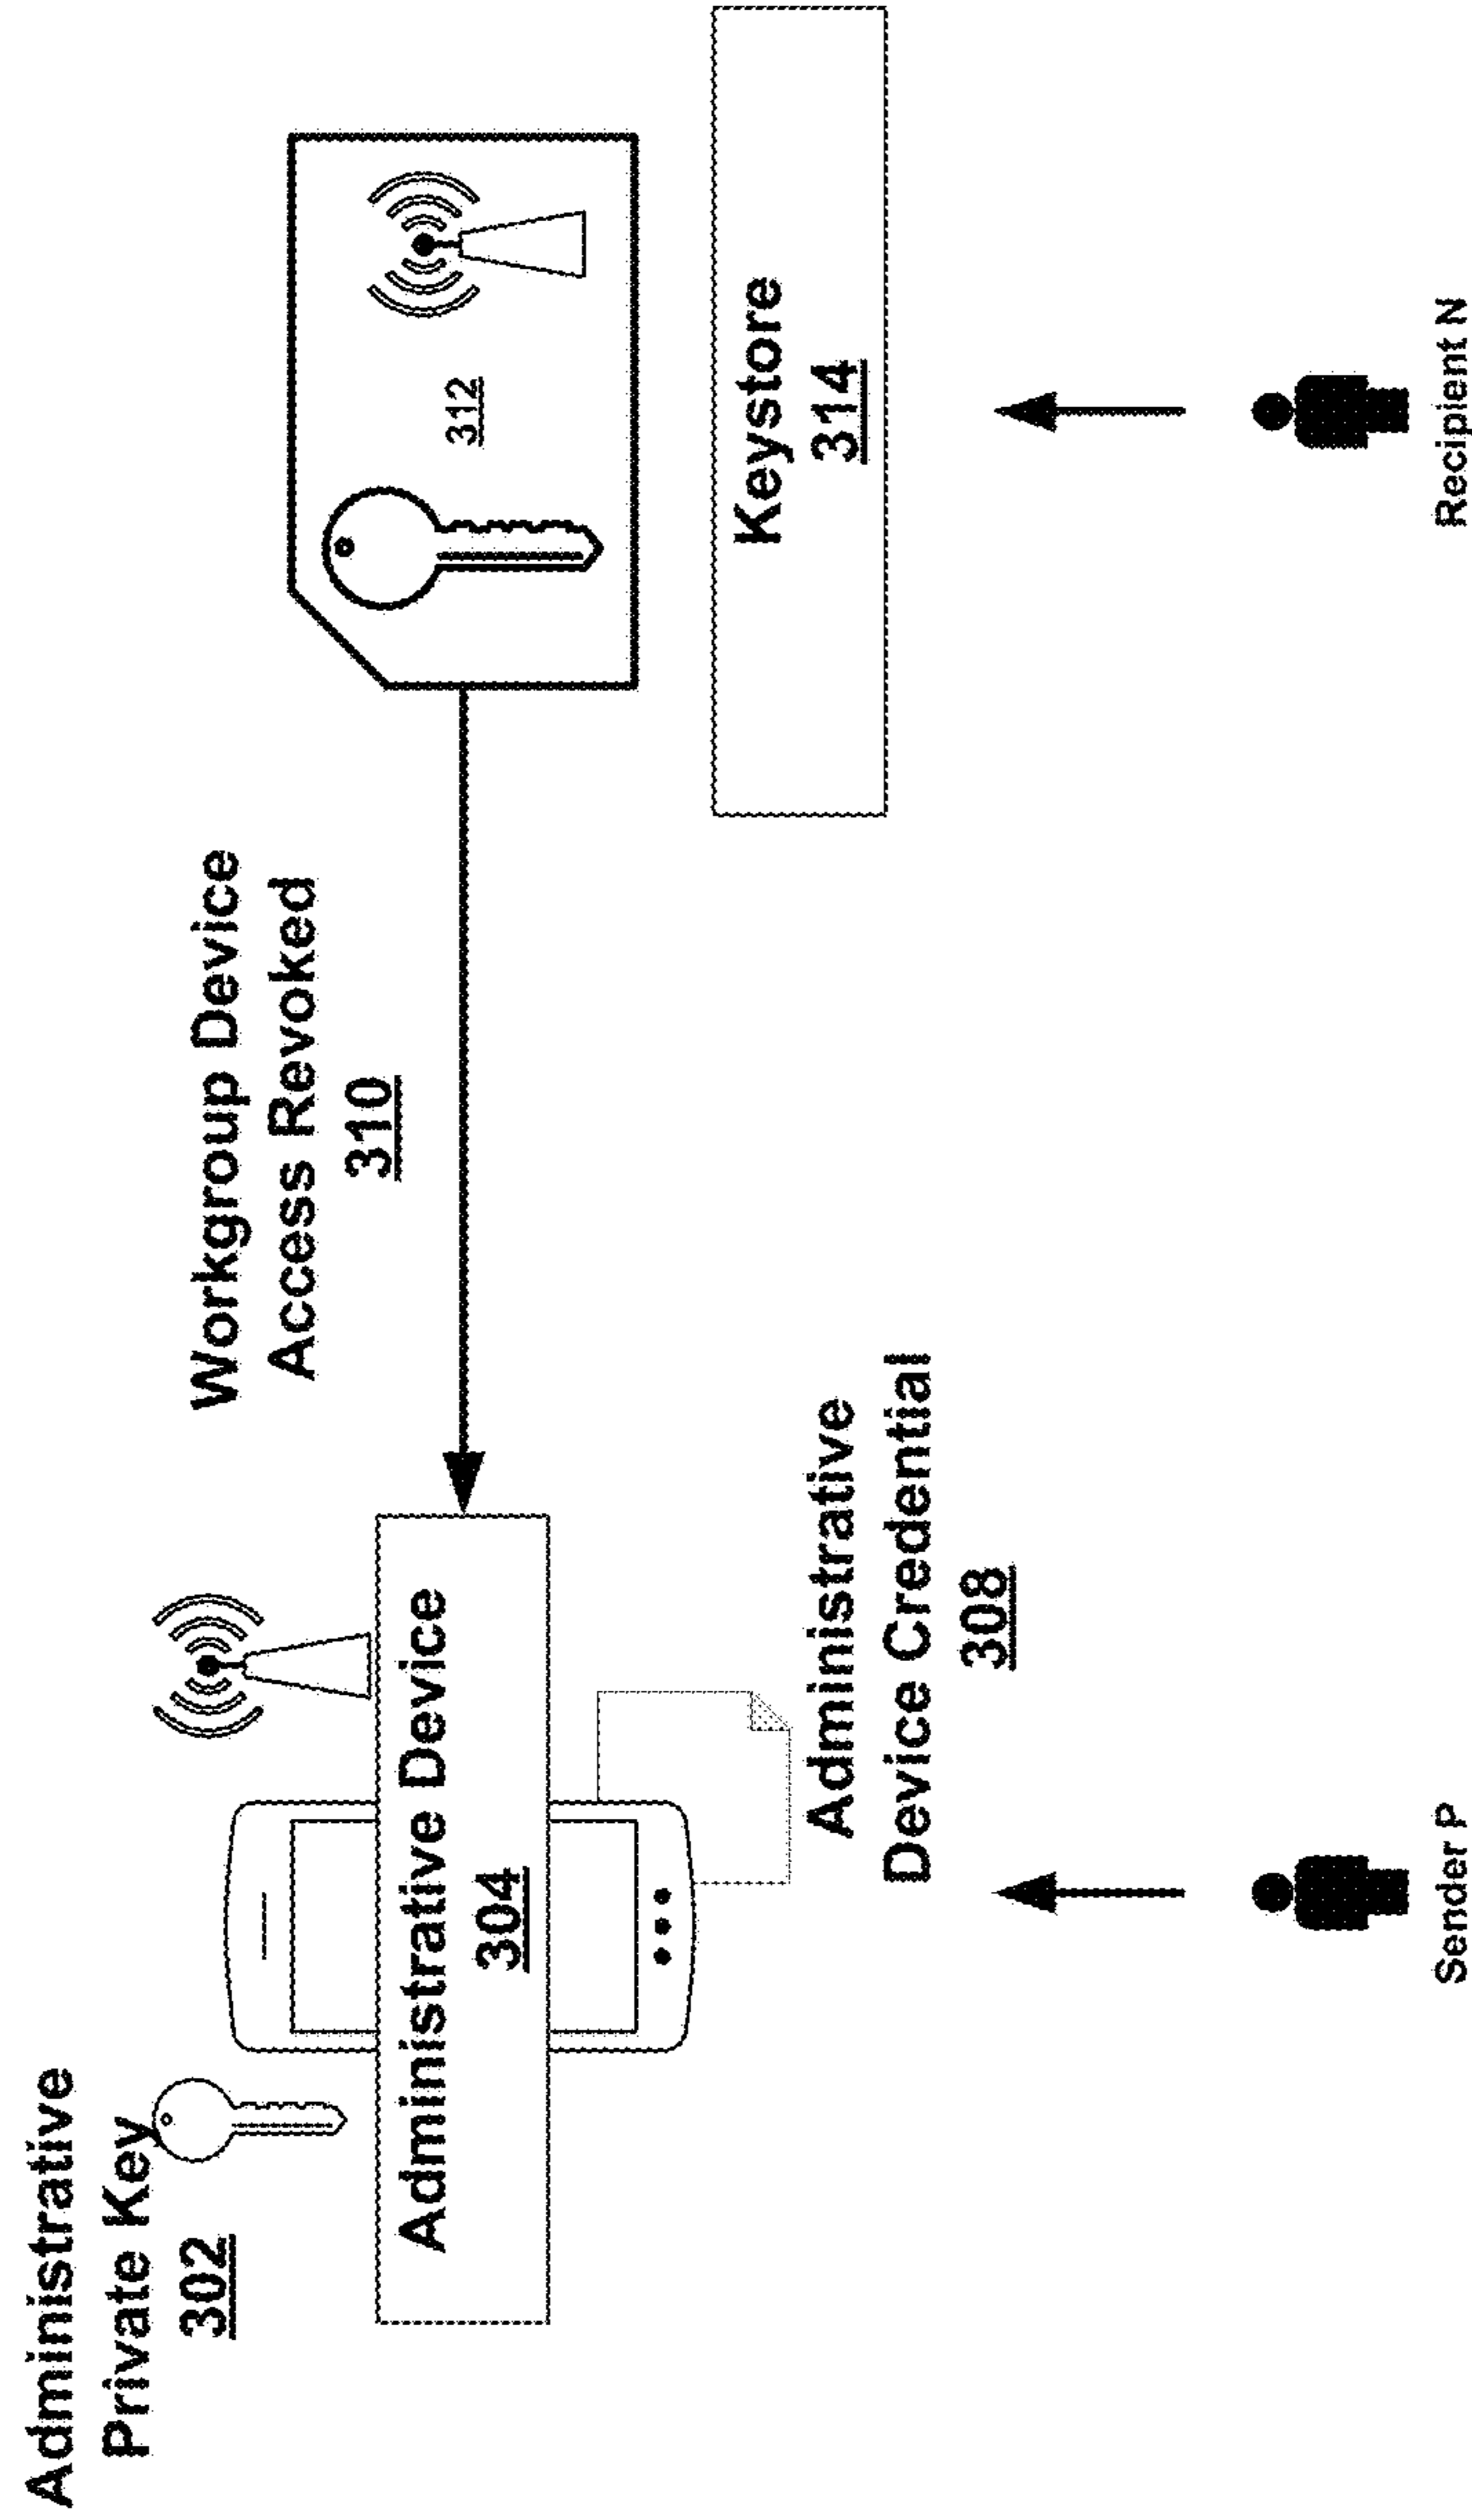 Administrative
Private Key
302
Administrative Device
304
Administrative
Device Credential
308
Workgroup Device
Access Revoked
310
312
Keystore
314
Sender P
Recipient N